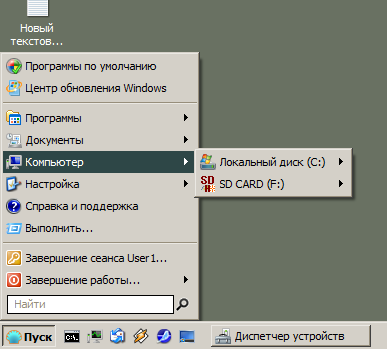 Новый
текстов...
Программы по умолчанию
Центр обновления Windows
Программы
Документы
Компьютер
Локальный диск (C:)
Настройка
SD CARD (F:)
Справка и поддержка
Выполнить...
Завершение сеанса User1...
Завершение работы...
Найти
Пуск
C:\.
Диспетчер устройств